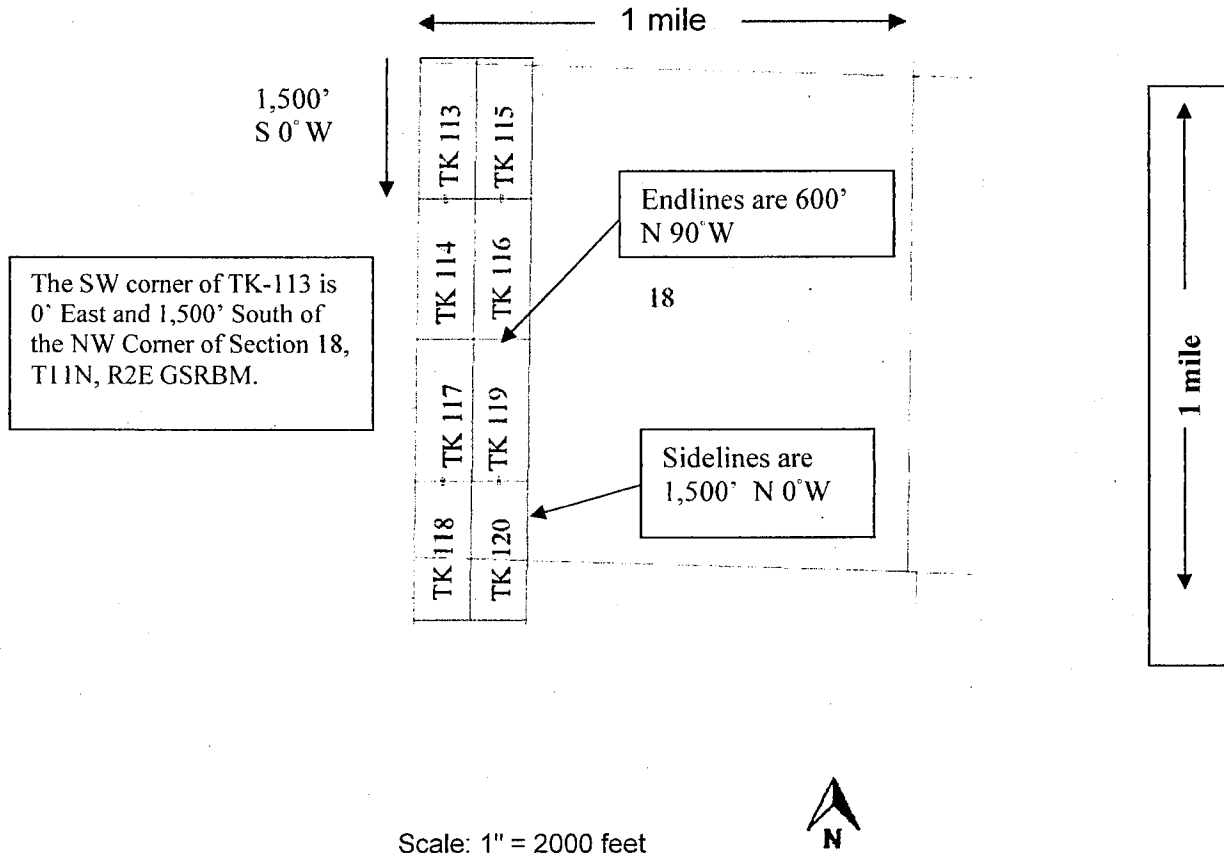 1 mile
1,500’
S 0° W
TK 113
TK 115
Endlines are 600’
N 90°W
TK 114
TK 116
The SW corner of TK-113 is
0’ East and 1,500’ South of
the NW Corner of Section 18,
T11N, R2E GSRBM.
18
1 mile
TK 117
TK 119
Sidelines are
1,500’ N 0°W
TK 118
TK 120
Scale: 1" = 2000 feet
N